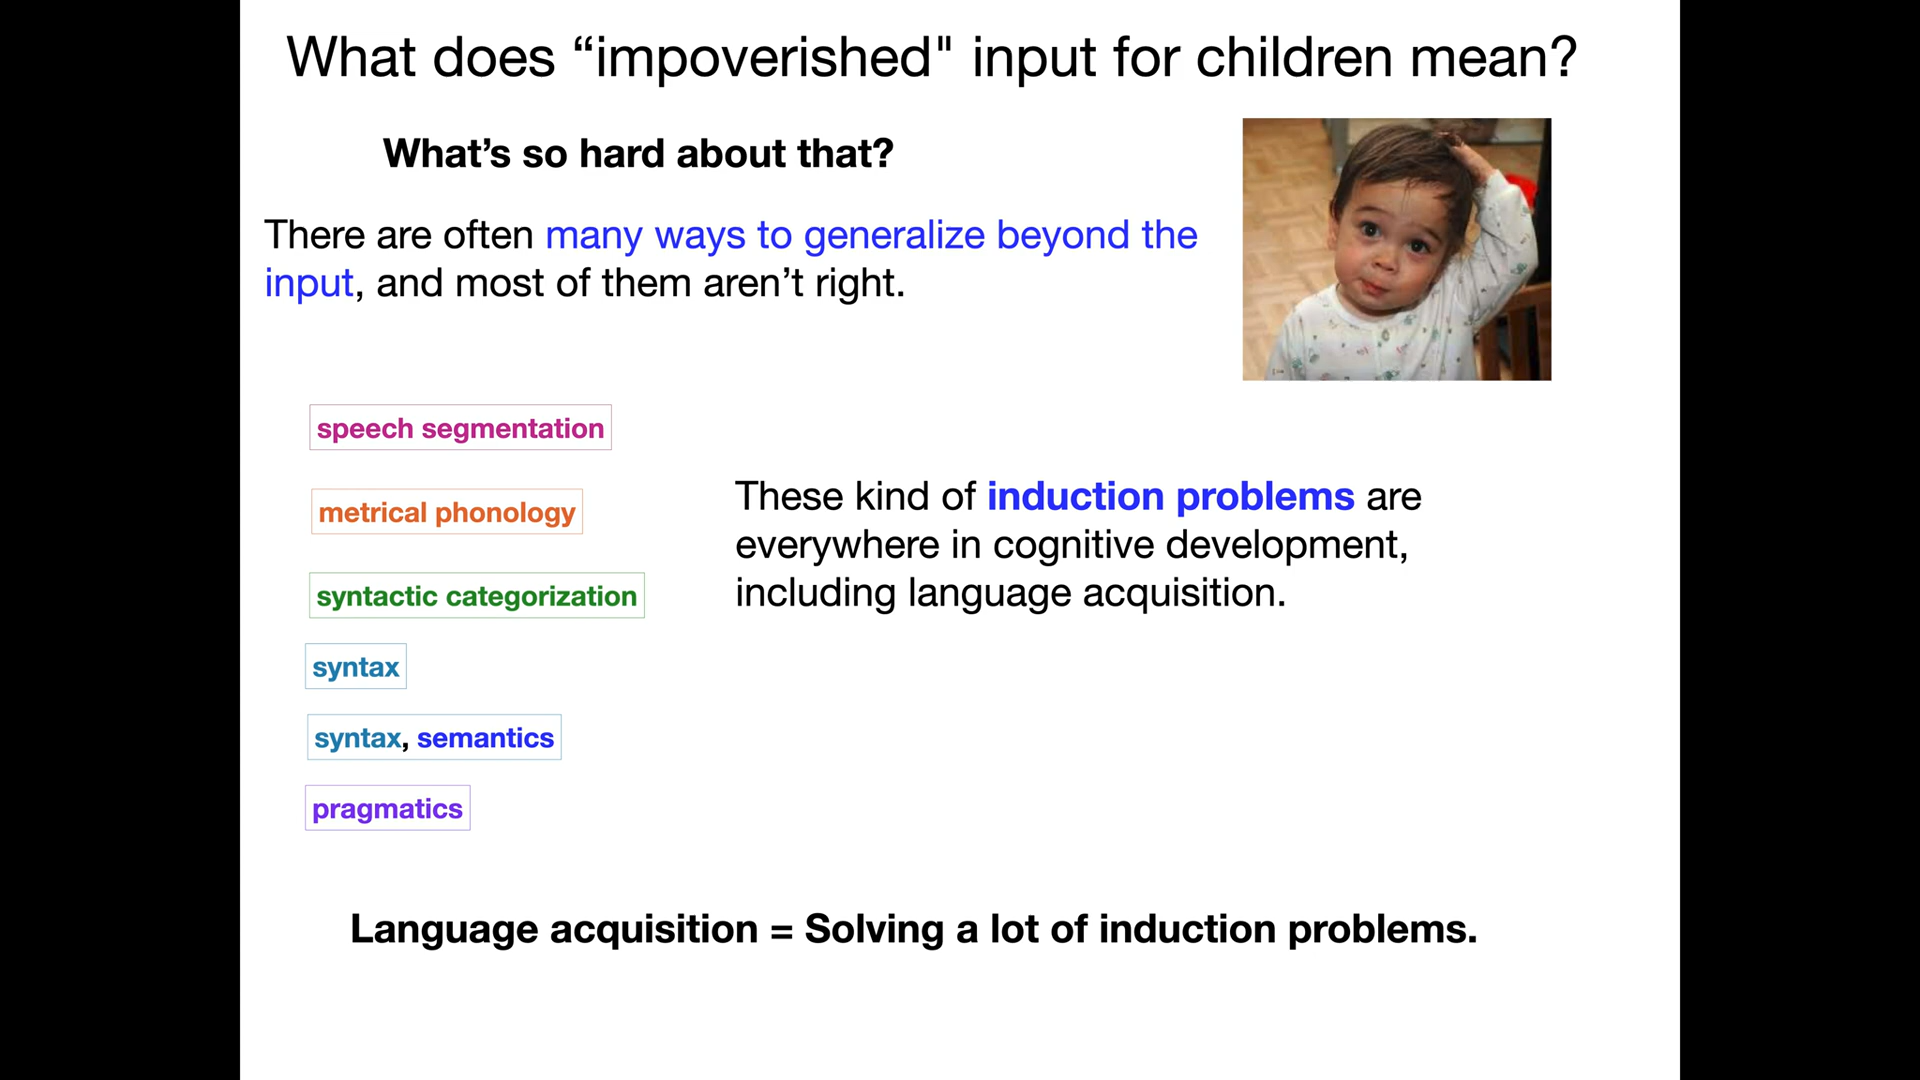 What does “impoverished" input for children mean?
What’s so hard about that?
There are often many ways to generalize beyond the
input, and most of them aren’t right.
speech segmentation
metrical phonology
syntactic categorization
syntax
syntax, semantics
pragmatics
These kind of induction problems are
everywhere in cognitive development,
including language acquisition.
Language acquisition = Solving a lot of induction problems.